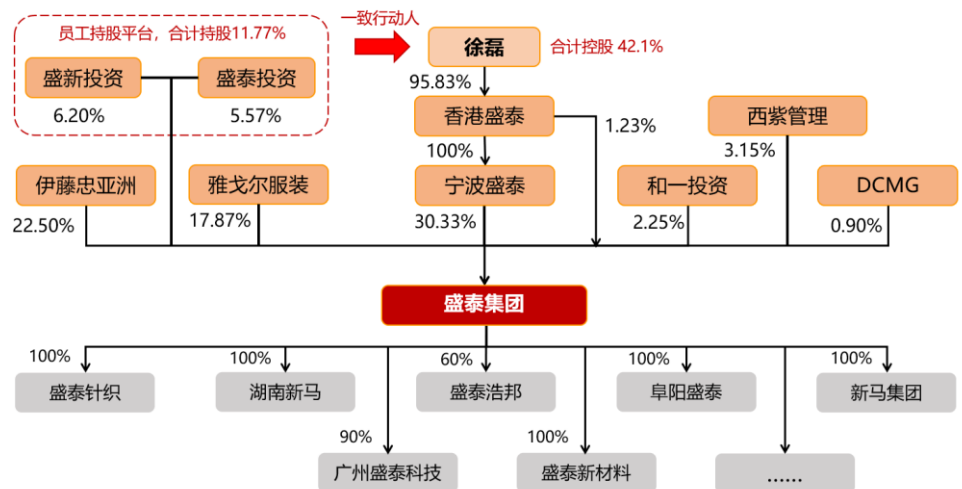 员工持股平台，合计持股11.77%
一致行动人
徐磊
合计控股 42.1%
盛新投资
盛泰投资
6.20%
5.57%
95.83%
香港盛泰
1.23%
西紫管理
3.15%
100%
伊藤忠亚洲
雅戈尔服装
宁波盛泰
和一投资
DCMG
22.50%
17.87%
30.33%
2.25%
0.90%
盛泰集团
100%
100%
60%
100%
100%
盛泰针织
湖南新马
盛泰浩邦
阜阳盛泰
新马集团
90%
100%
广州盛泰科技
盛泰新材料
......